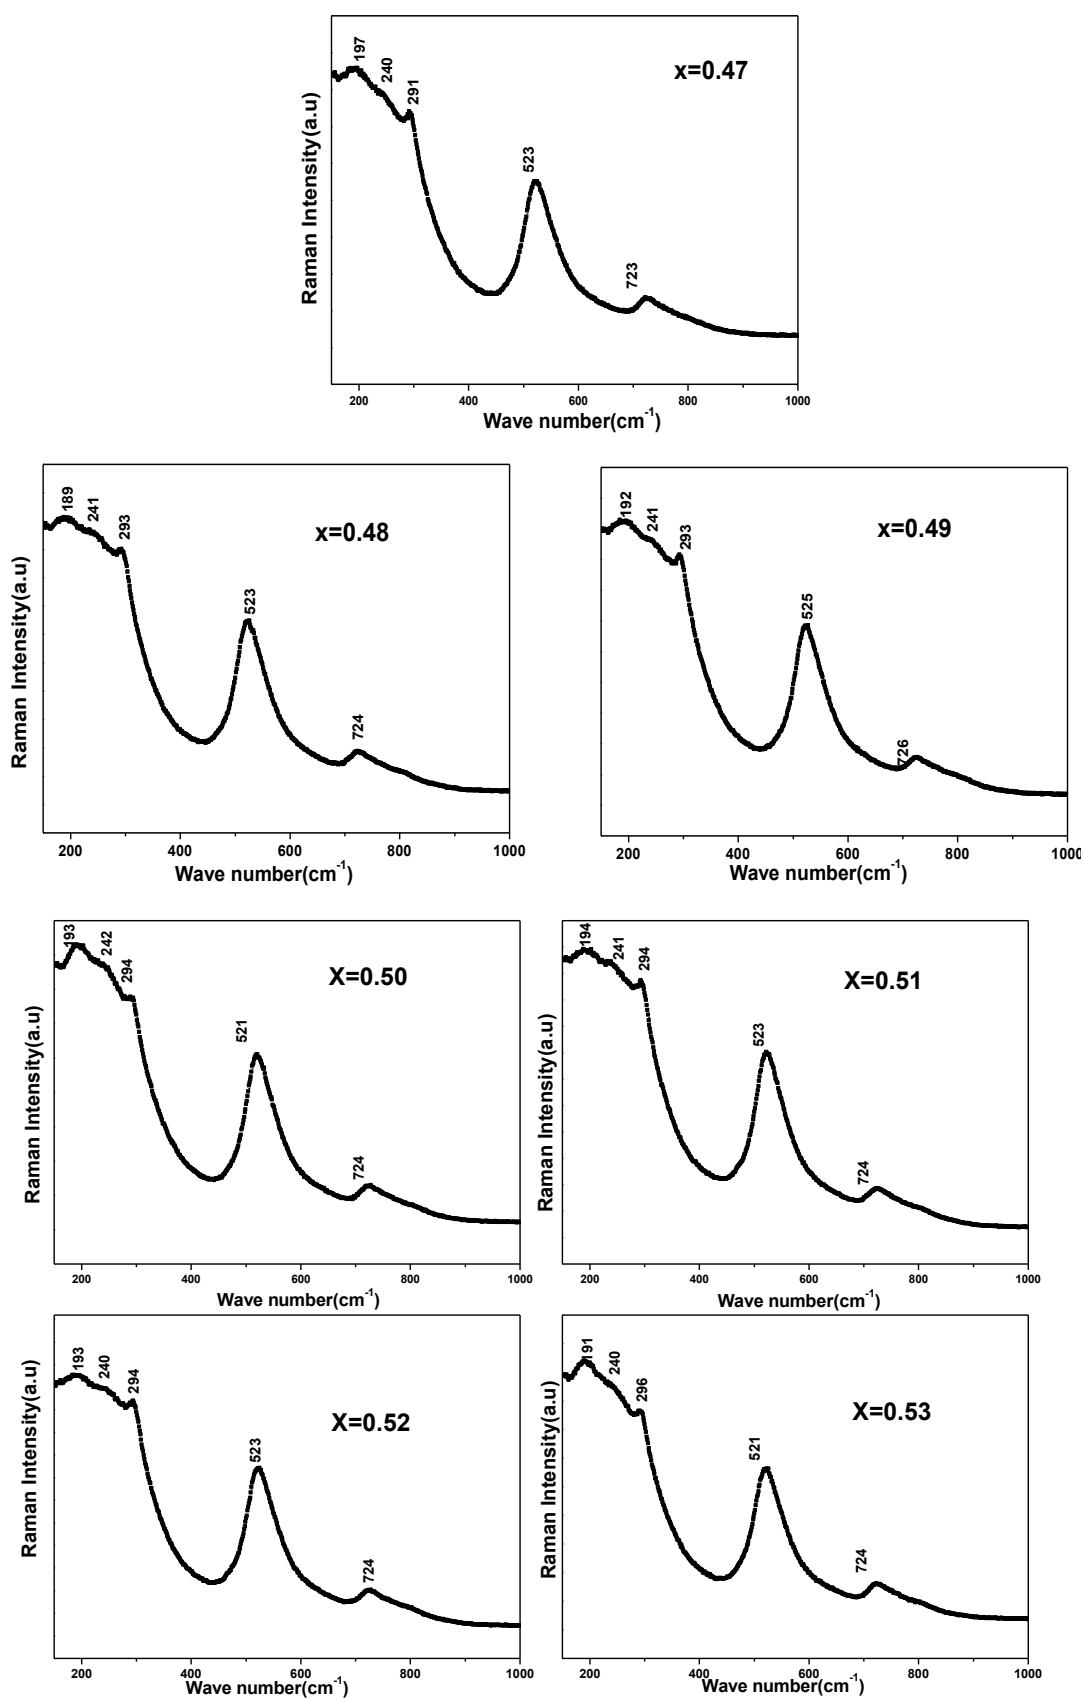 197
240
291
523
723
x=0.47
Raman Intensity(a.u)
200 400 600 800 1000
Wave number(cm-1)
189
241
293
523
724
x=0.48
Raman Intensity(a.u)
200 400 600 800 1000
Wave number(cm-1)
192
241
293
525
726
x=0.49
Raman Intensity(a.u)
200 400 600 800 1000
Wave number(cm-1)
193
242
294
521
724
X=0.50
Raman Intensity(a.u)
200 400 600 800 1000
Wave number(cm-1)
194
241
294
523
724
X=0.51
Raman Intensity(a.u)
200 400 600 800 1000
Wave number(cm-1)
193
240
294
523
724
X=0.52
Raman Intensity(a.u)
200 400 600 800 1000
Wave number(cm-1)
191
240
296
521
724
X=0.53
Raman Intensity(a.u)
200 400 600 800 1000
Wave number(cm-1)